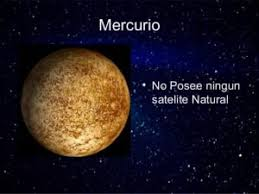 Mercurio
• No Posee ningun
satelite Natural